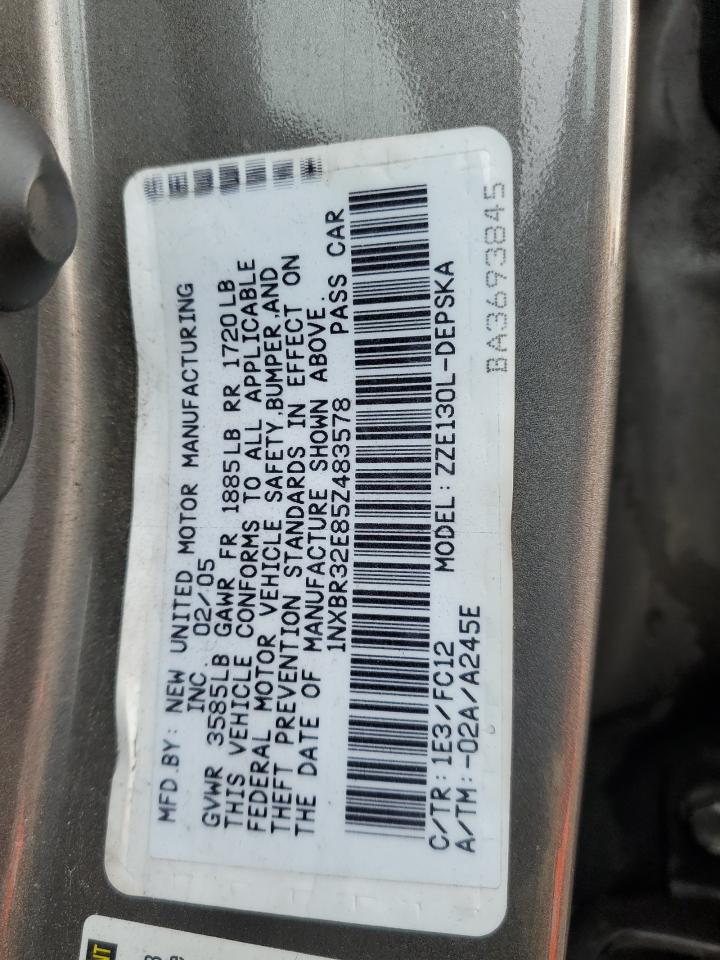 MFD.BY: NEW UNITED MOTOR MANUFACTURING
INC. 02/05
GVWR 3585LB GAWR FR 1885LB RR 1720LB
THIS VEHICLE CONFORMS TO ALL APPLICABLE
FEDERAL MOTOR VEHICLE SAFETY,BUMPER,AND
THEFT PREVENTION STANDARDS IN EFFECT ON
THE DATE OF MANUFACTURE SHOWN ABOVE.
1NXBR32E85Z483578 PASS CAR
C/TR: 1E3/FC12 MODEL: ZZE130L-DEPSKA
A/TM:-02A/A245E
BA3693845
NT